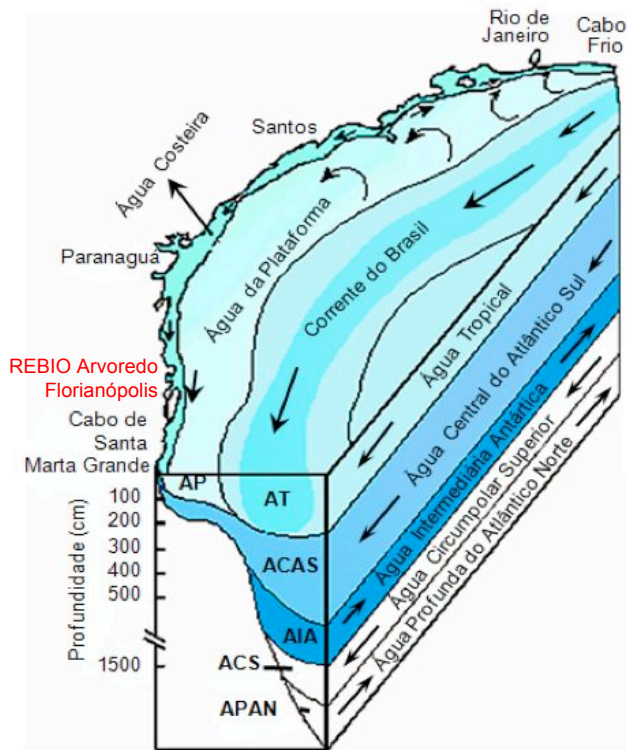 Rio de
Janeiro
Cabo
Frio
Santos
Água Costeira
Paranaguá
Água da Plataforma
Corrente do Brasil
Água Tropical
Água Central do Atlântico Sul
Água Intermediária Antártica
Água Circumpolar Superior
Água Profunda do Atlântico Norte
REBIO Arvoredo
Florianópolis
Cabo de
Santa
Marta Grande
AP
AT
100
200
300
400
500
1500
Profundidade (cm)
ACAS
AIA
ACS
APAN